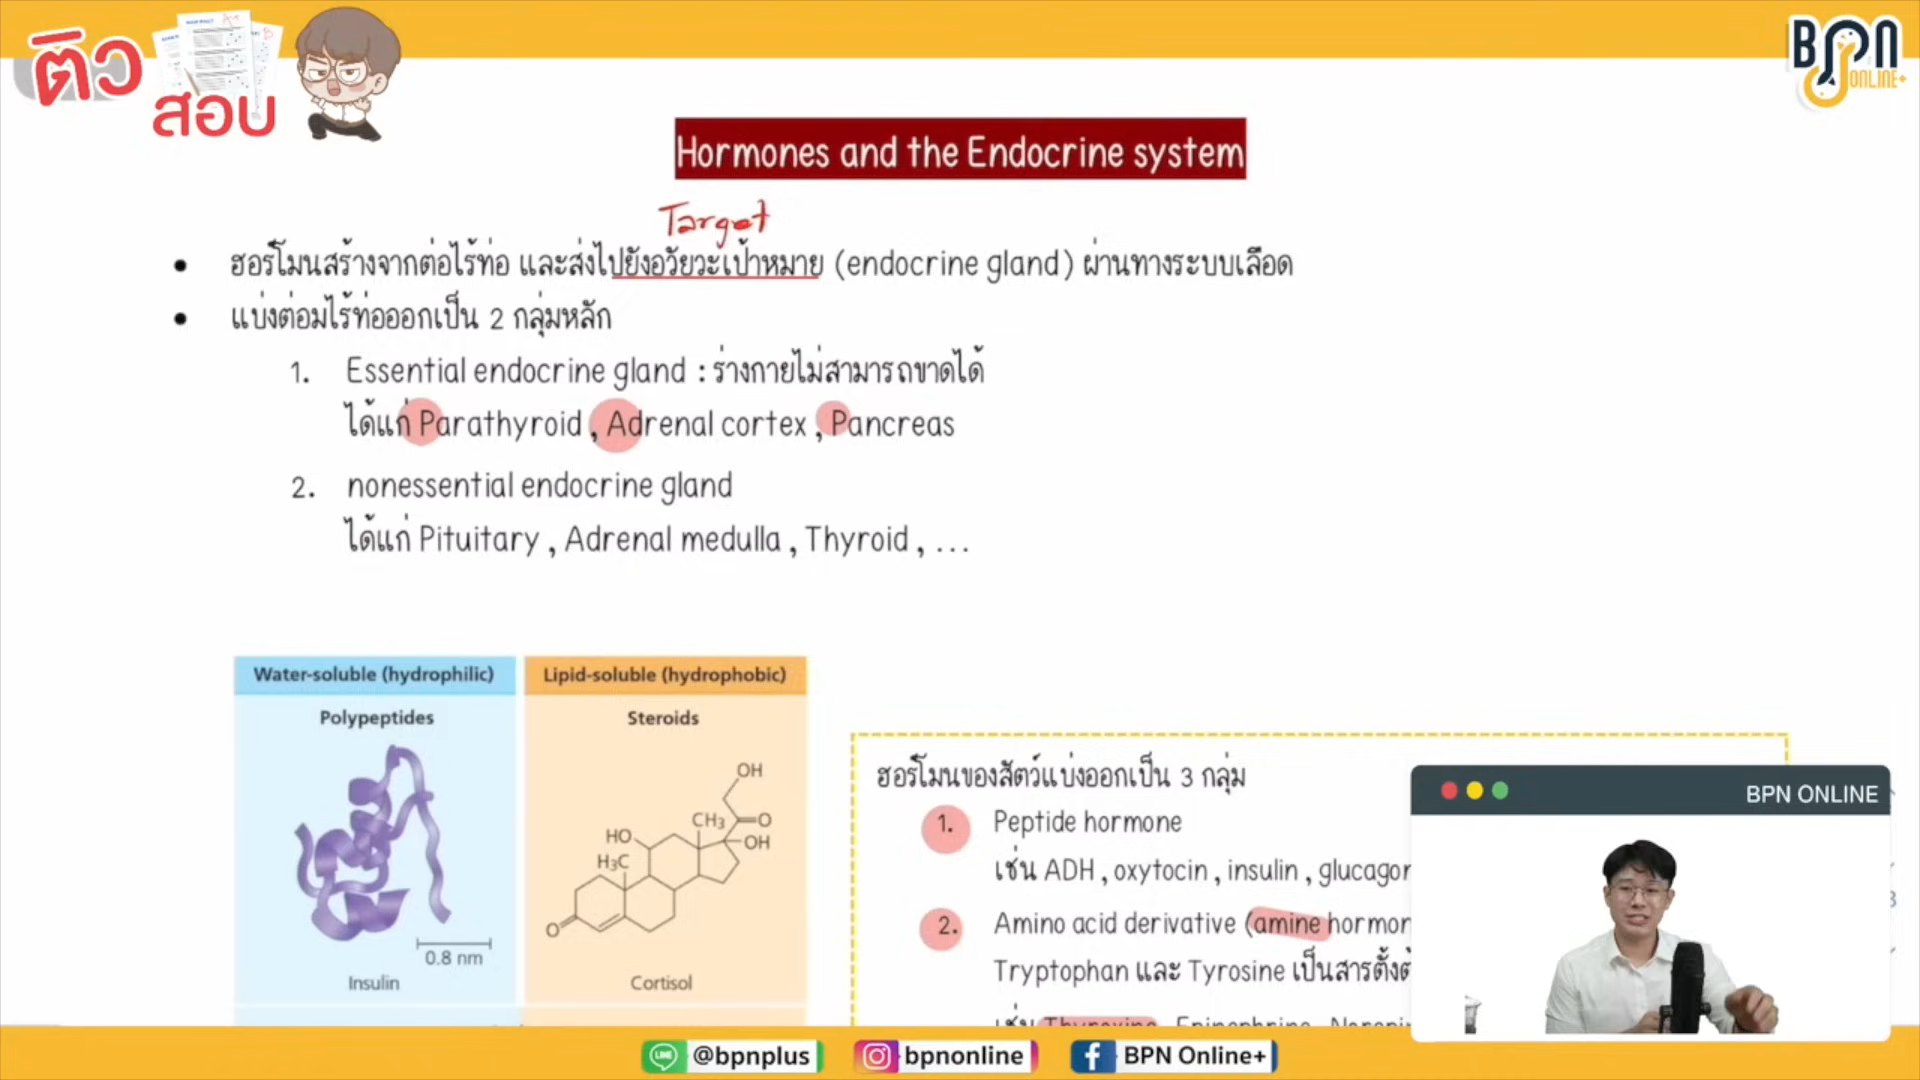 ติว
สอบ
BPN
ONLINE+
Hormones and the Endocrine system
Target
• ฮอร์โมนสร้างจากต่อไร้ท่อ และส่งไปยังอวัยวะเป้าหมาย (endocrine gland) ผ่านทางระบบเลือด
• แบ่งต่อมไร้ท่อออกเป็น 2 กลุ่มหลัก
1. Essential endocrine gland : ร่างกายไม่สามารถขาดได้
ได้แก่ Parathyroid , Adrenal cortex , Pancreas
2. nonessential endocrine gland
ได้แก่ Pituitary , Adrenal medulla , Thyroid , ...
Water-soluble (hydrophilic)
Polypeptides
0.8 nm
Insulin
Lipid-soluble (hydrophobic)
Steroids
OH
CH₃
O
HO
OH
H₃C
O
Cortisol
ฮอร์โมนของสัตว์แบ่งออกเป็น 3 กลุ่ม
1. Peptide hormone
เช่น ADH , oxytocin , insulin , glucagon
2. Amino acid derivative (amine hormon
Tryptophan และ Tyrosine เป็นสารตั้งต้
เช่น Thyroxine , Epinephrine , Norepi
BPN ONLINE
LINE @bpnplus
bpnonline
BPN Online+